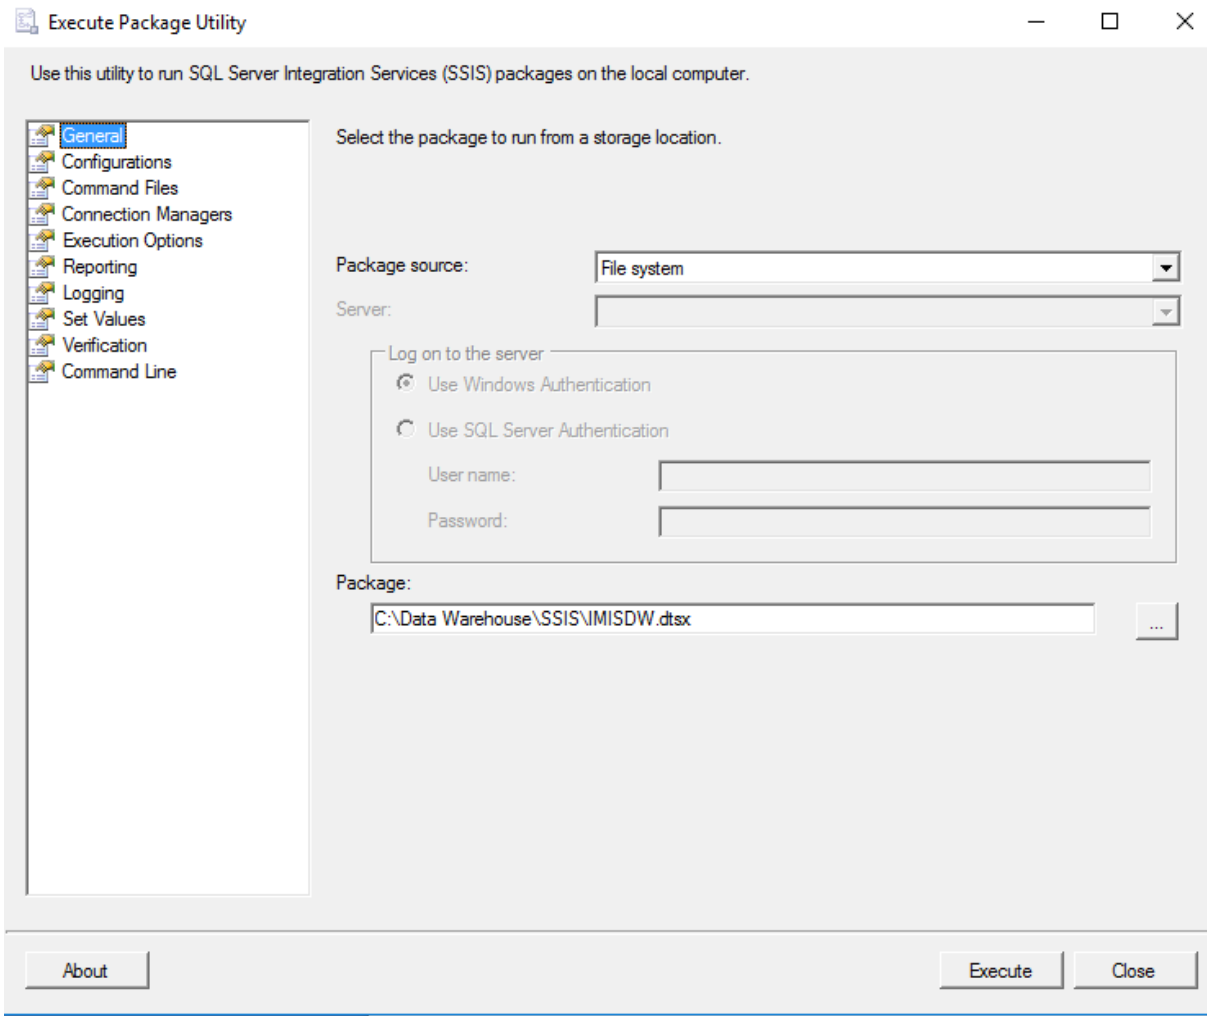 Execute Package Utility
Use this utility to run SQL Server Integration Services (SSIS) packages on the local computer.
General
Configurations
Command Files
Connection Managers
Execution Options
Reporting
Logging
Set Values
Verification
Command Line
Select the package to run from a storage location.
Package source:
File system
Server:
Log on to the server
Use Windows Authentication
Use SQL Server Authentication
User name:
Password:
Package:
C:\Data Warehouse\SSIS\IMISDW.dtsx
...
About
Execute
Close